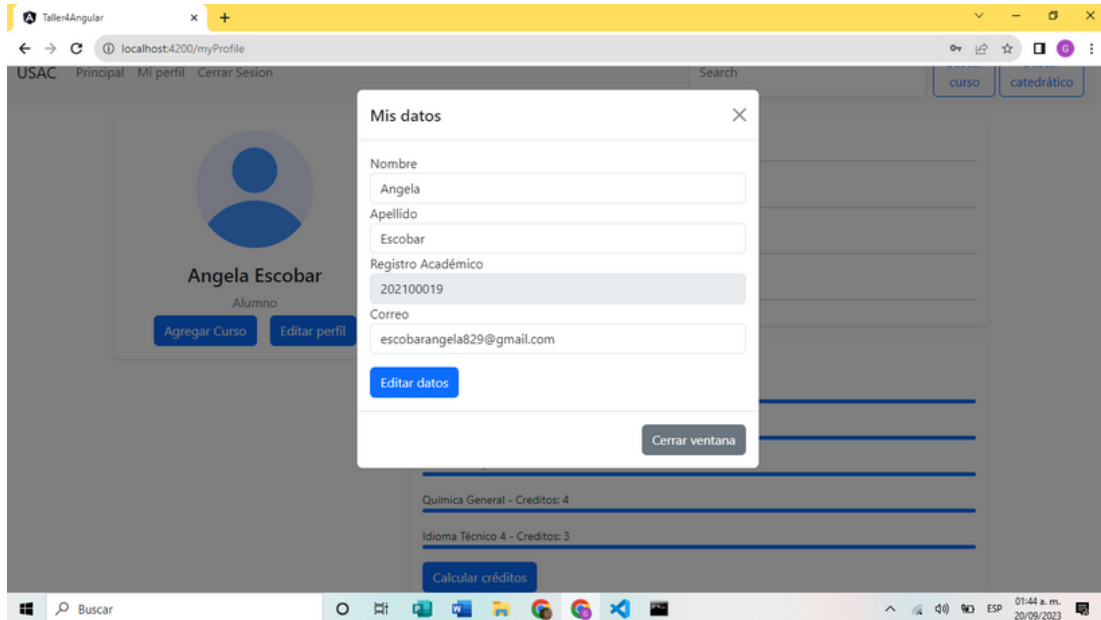 Taller4Angular
localhost:4200/myProfile
USAC Principal Mi perfil Cerrar Sesion Search
curso catedrático
Mis datos
Nombre
Angela
Apellido
Escobar
Registro Académico
202100019
Correo
escobarangela829@gmail.com
Editar datos
Cerrar ventana
Angela Escobar
Alumno
Agregar Curso Editar perfil
Química General - Creditos: 4
Idioma Técnico 4 - Creditos: 3
Calcular créditos
Buscar
ESP
01:44 a. m.
20/09/2023